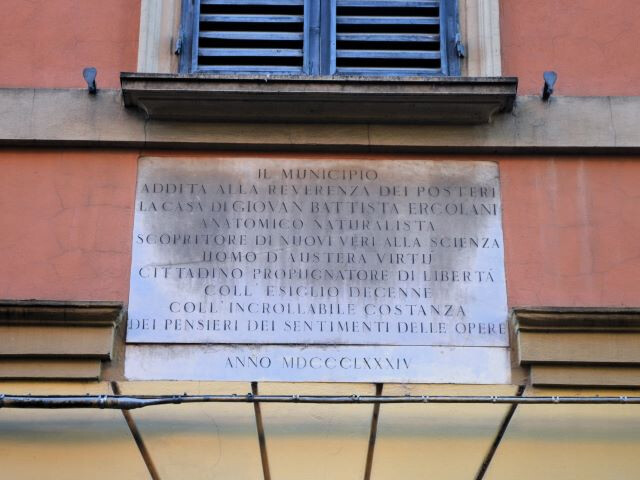 IL MUNICIPIO
ADDITA ALLA REVERENZA DEI POSTERI
LA CASA DI GIOVAN BATTISTA ERCOLANI
ANATOMICO NATURALISTA
SCOPRITORE DI NUOVI VERI ALLA SCIENZA
UOMO D'AUSTERA VIRTÙ
CITTADINO PROPUGNATORE DI LIBERTÁ
COLL'ESIGLIO DECENNE
COLL'INCROLLABILE COSTANZA
DEI PENSIERI DEI SENTIMENTI DELLE OPERE
ANNO MDCCCLXXXIV